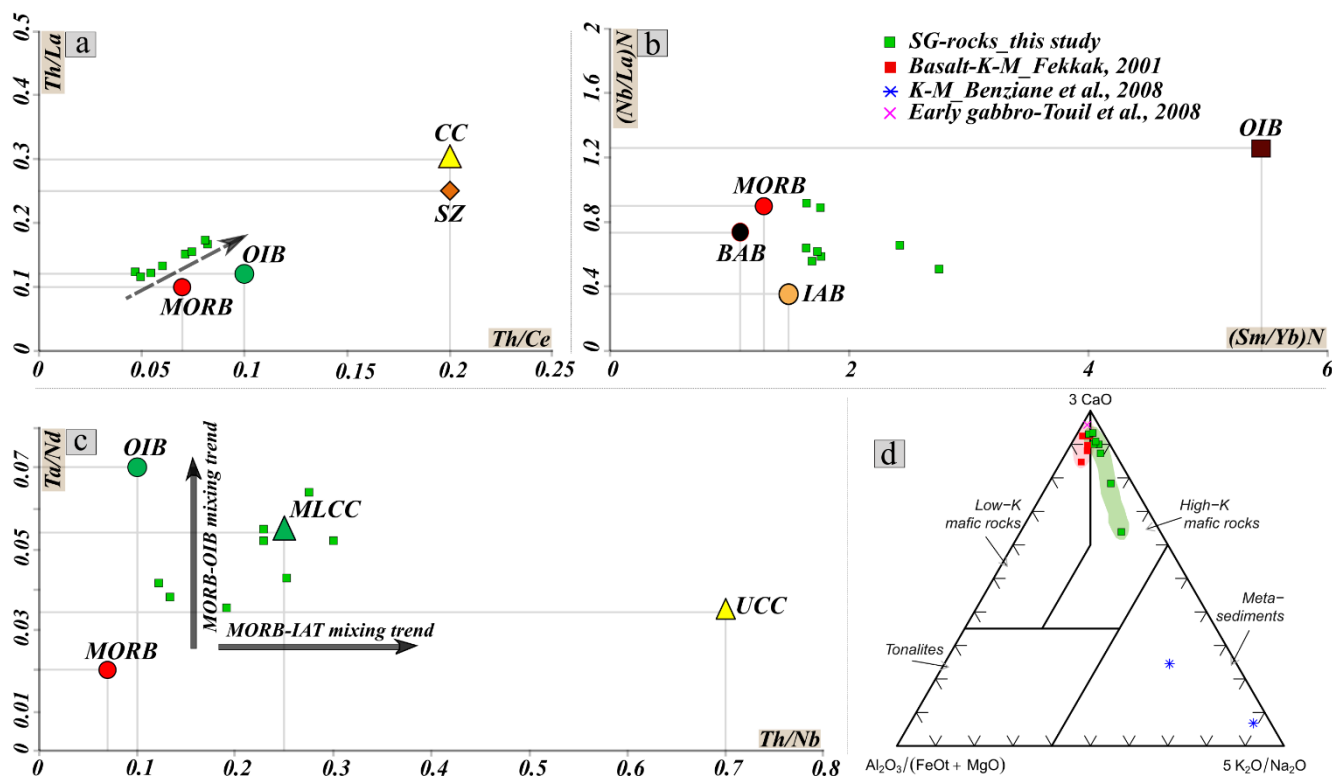 a
Th/La
0.5
0.4
0.3
0.2
0.1
0
CC
SZ
OIB
MORB
Th/Ce
0
0.05
0.1
0.15
0.2
0.25
b
(Nb/La)N
2
1.6
1.2
0.8
0.4
0
SG-rocks_this study
Basalt-K-M_Fekkak, 2001
K-M_Benziane et al., 2008
Early gabbro-Touil et al., 2008
OIB
MORB
BAB
IAB
(Sm/Yb)N
2
4
6
c
Ta/Nd
0.07
0.05
0.03
0.01
0
OIB
MORB-OIB mixing trend
MLCC
UCC
MORB-IAT mixing trend
MORB
Th/Nb
0
0.1
0.2
0.3
0.4
0.5
0.6
0.7
0.8
d
3 CaO
Low-K
mafic rocks
High-K
mafic rocks
Meta-
sediments
Tonalites
Al₂O₃/(FeOt + MgO)
5 K₂O/Na₂O